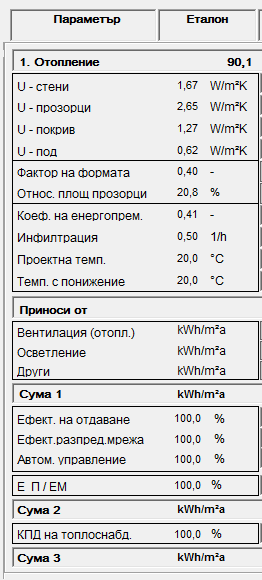 Параметър Еталон
1. Отопление 90,1
U - стени 1,67 W/m²K
U - прозорци 2,65 W/m²K
U - покрив 1,27 W/m²K
U - под 0,62 W/m²K
Фактор на формата 0,40 -
Относ. площ прозорци 20,8 %
Коеф. на енергопрем. 0,41 -
Инфилтрация 0,50 1/h
Проектна темп. 20,0 °C
Темп. с понижение 20,0 °C
Приноси от
Вентилация (отопл.) kWh/m²a
Осветление kWh/m²a
Други kWh/m²a
Сума 1 kWh/m²a
Ефект. на отдаване 100,0 %
Ефект.разпред.мрежа 100,0 %
Автом. управление 100,0 %
Е П / ЕМ 100,0 %
Сума 2 kWh/m²a
КПД на топлоснабд. 100,0 %
Сума 3 kWh/m²a